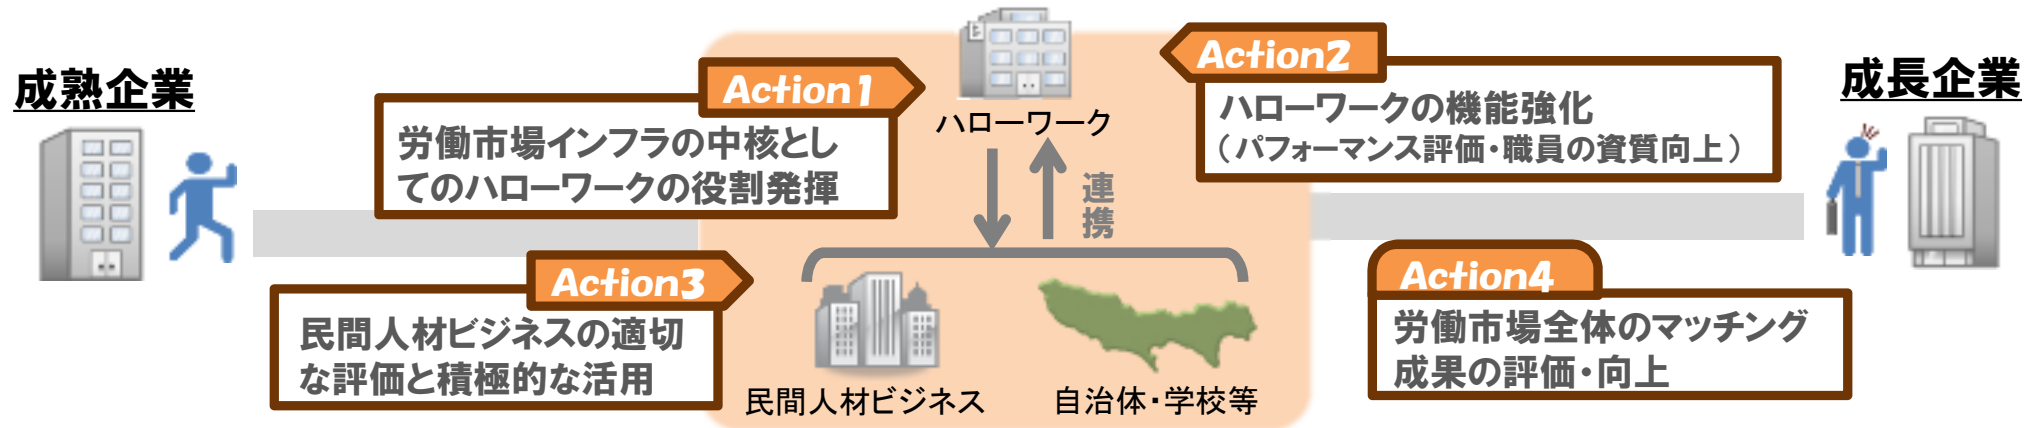 成熟企業
Action1
労働市場インフラの中核とし
てのハローワークの役割発揮
ハローワーク
Action2
ハローワークの機能強化
（パフォーマンス評価・職員の資質向上）
成長企業
連携
Action3
民間人材ビジネスの適切
な評価と積極的な活用
民間人材ビジネス
自治体・学校等
Action4
労働市場全体のマッチング
成果の評価・向上